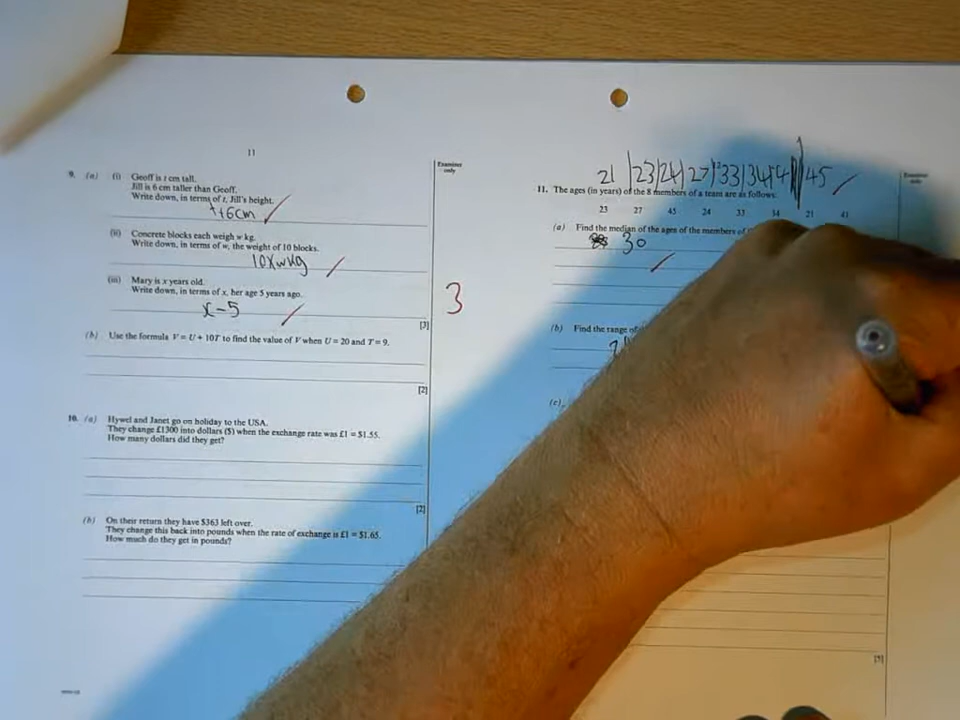 11
Examiner
only
9. (a) (i) Geoff is t cm tall.
Jill is 6 cm taller than Geoff.
Write down, in terms of t, Jill's height.
t+6cm
(ii) Concrete blocks each weigh w kg.
Write down, in terms of w, the weight of 10 blocks.
10xwkg
(iii) Mary is x years old.
Write down, in terms of x, her age 5 years ago.
x-5
[3]
3
(b) Use the formula V = U + 10T to find the value of V when U = 20 and T = 9.
[2]
10. (a) Hywel and Janet go on holiday to the USA.
They change £1300 into dollars ($) when the exchange rate was £1 = $1.55.
How many dollars did they get?
[2]
(b) On their return they have $363 left over.
They change this back into pounds when the rate of exchange is £1 = $1.65.
How much do they get in pounds?
Examiner
only
21 |23|24|27|33|34|41 45
11. The ages (in years) of the 8 members of a team are as follows.
23 27 45 24 33 34 21 41
(a) Find the median of the ages of the members of
30
(b) Find the range of
(c)